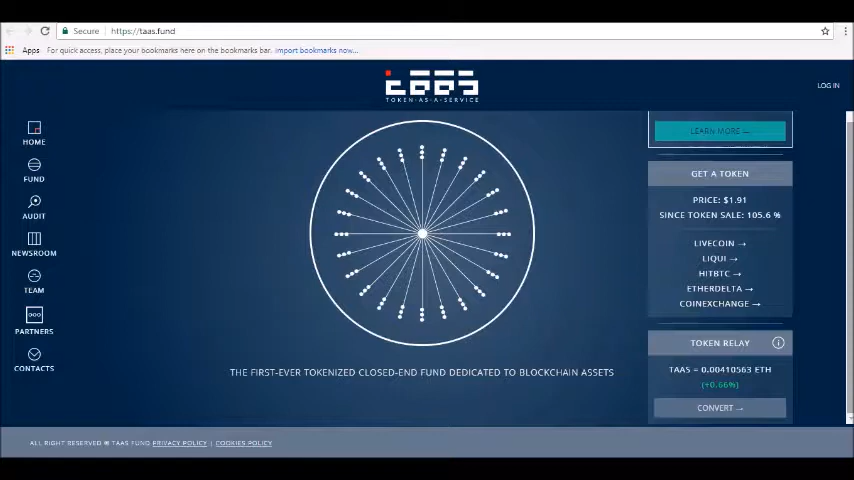 Secure
https://taas.fund
Apps
For quick access, place your bookmarks here on the bookmarks bar. Import bookmarks now...
taas
TOKEN-AS-A-SERVICE
LOG IN
HOME
FUND
AUDIT
NEWSROOM
TEAM
PARTNERS
CONTACTS
THE FIRST-EVER TOKENIZED CLOSED-END FUND DEDICATED TO BLOCKCHAIN ASSETS
LEARN MORE →
GET A TOKEN
PRICE: $1.91
SINCE TOKEN SALE: 105.6 %
LIVECOIN →
LIQUI →
HITBTC →
ETHERDELTA →
COINEXCHANGE →
TOKEN RELAY
TAAS = 0.00410563 ETH
(+0.66%)
CONVERT →
ALL RIGHT RESERVED ® TAAS FUND PRIVACY POLICY | COOKIES POLICY